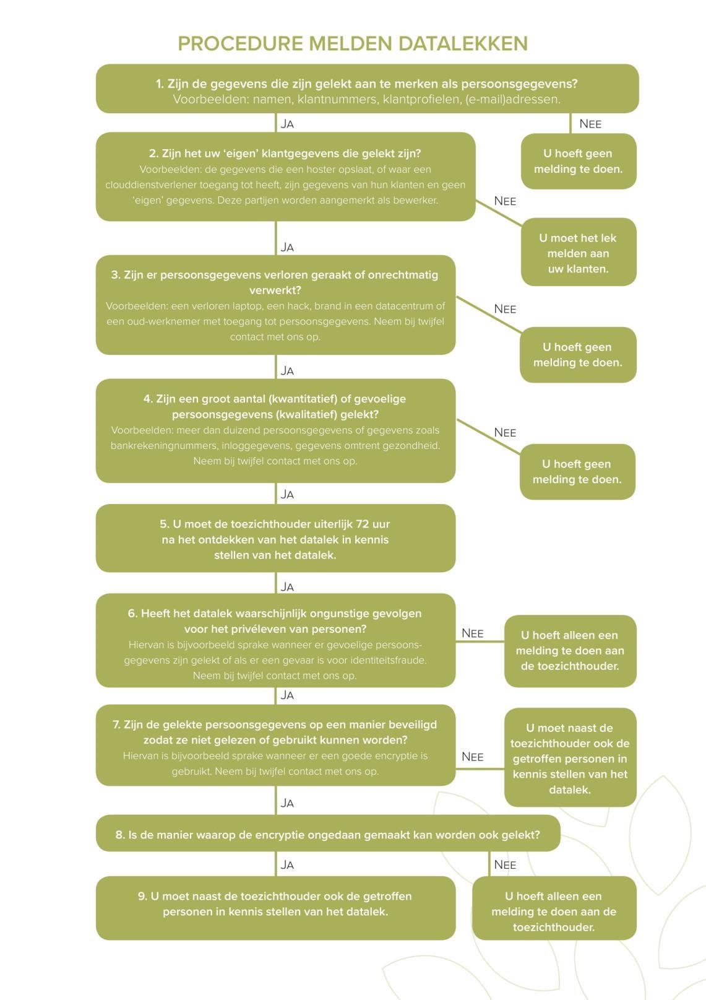 PROCEDURE MELDEN DATALEKKEN
1. Zijn de gegevens die zijn gelekt aan te merken als persoonsgegevens?
Voorbeelden: namen, klantnummers, klantprofielen, (e-mail)adressen.
JA
NEE
2. Zijn het uw ‘eigen’ klantgegevens die gelekt zijn?
Voorbeelden: de gegevens die een hoster opslaat, of waar een
clouddienstverlener toegang tot heeft, zijn gegevens van hun klanten en geen
‘eigen’ gegevens. Deze partijen worden aangemerkt als bewerker.
U hoeft geen
melding te doen.
NEE
U moet het lek
melden aan
uw klanten.
JA
3. Zijn er persoonsgegevens verloren geraakt of onrechtmatig
verwerkt?
Voorbeelden: een verloren laptop, een hack, brand in een datacentrum of
een oud-werknemer met toegang tot persoonsgegevens. Neem bij twijfel
contact met ons op.
NEE
U hoeft geen
melding te doen.
JA
4. Zijn een groot aantal (kwantitatief) of gevoelige
persoonsgegevens (kwalitatief) gelekt?
Voorbeelden: meer dan duizend persoonsgegevens of gegevens zoals
bankrekeningnummers, inloggegevens, gegevens omtrent gezondheid.
Neem bij twijfel contact met ons op.
NEE
U hoeft geen
melding te doen.
JA
5. U moet de toezichthouder uiterlijk 72 uur
na het ontdekken van het datalek in kennis
stellen van het datalek.
JA
6. Heeft het datalek waarschijnlijk ongunstige gevolgen
voor het privéleven van personen?
Hiervan is bijvoorbeeld sprake wanneer er gevoelige persoons-
gegevens zijn gelekt of als er een gevaar is voor identiteitsfraude.
Neem bij twijfel contact met ons op.
NEE
U hoeft alleen een
melding te doen aan
de toezichthouder.
JA
7. Zijn de gelekte persoonsgegevens op een manier beveiligd
zodat ze niet gelezen of gebruikt kunnen worden?
Hiervan is bijvoorbeeld sprake wanneer er een goede encryptie is
gebruikt. Neem bij twijfel contact met ons op.
NEE
U moet naast de
toezichthouder ook de
getroffen personen in
kennis stellen van het
datalek.
JA
8. Is de manier waarop de encryptie ongedaan gemaakt kan worden ook gelekt?
JA
NEE
9. U moet naast de toezichthouder ook de getroffen
personen in kennis stellen van het datalek.
U hoeft alleen een
melding te doen aan de
toezichthouder.